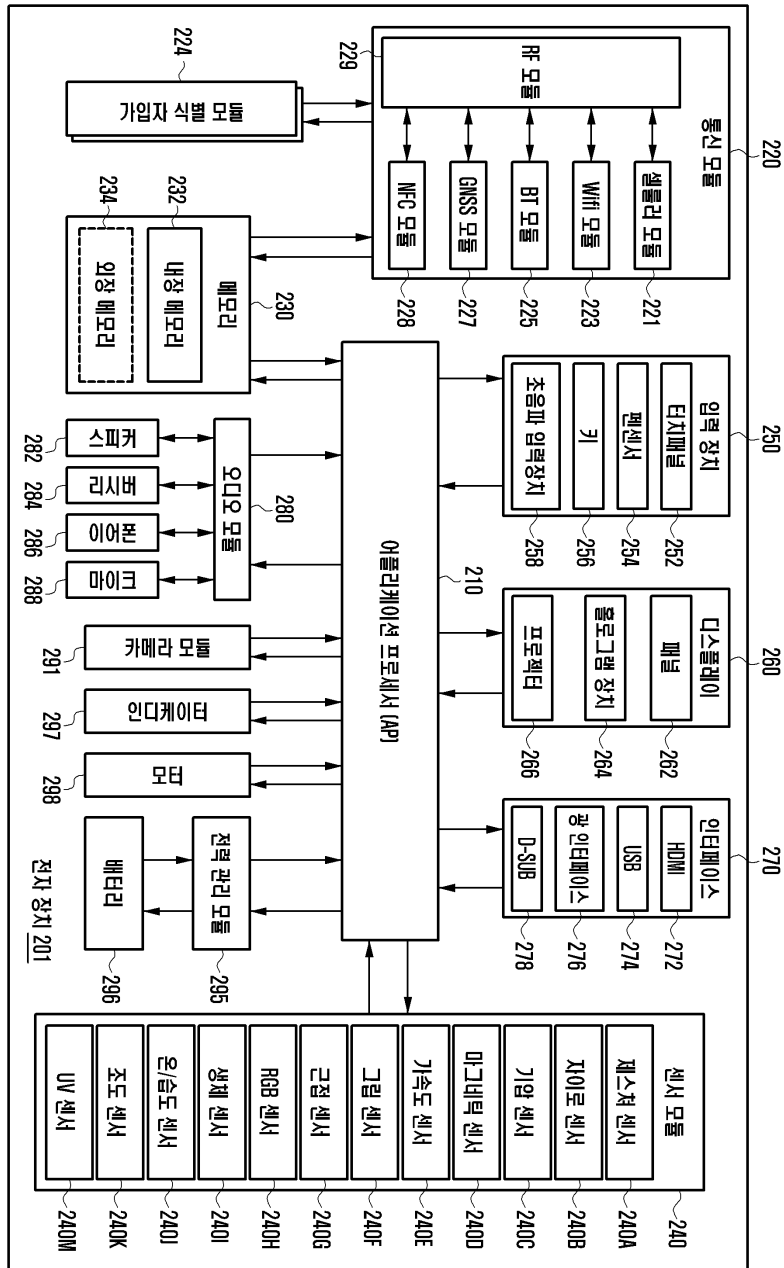 전자 장치 201
220
통신 모듈
셀룰러 모듈
221
Wifi 모듈
223
BT 모듈
225
GNSS 모듈
227
NFC 모듈
228
RF 모듈
229
224
가입자 식별 모듈
230
메모리
232
내장 메모리
234
외장 메모리
250
입력 장치
터치패널
252
펜센서
254
키
256
초음파 입력장치
258
260
디스플레이
패널
262
홀로그램 장치
264
프로젝터
266
270
인터페이스
HDMI
272
USB
274
광 인터페이스
276
D-SUB
278
210
어플리케이션 프로세서 (AP)
280
오디오 모듈
스피커
282
리시버
284
이어폰
286
마이크
288
카메라 모듈
291
인디케이터
297
모터
298
전력 관리 모듈
295
배터리
296
센서 모듈
240
제스쳐 센서
240A
자이로 센서
240B
기압 센서
240C
마그네틱 센서
240D
가속도 센서
240E
그립 센서
240F
근접 센서
240G
RGB 센서
240H
생체 센서
240I
온/습도 센서
240J
조도 센서
240K
UV 센서
240M